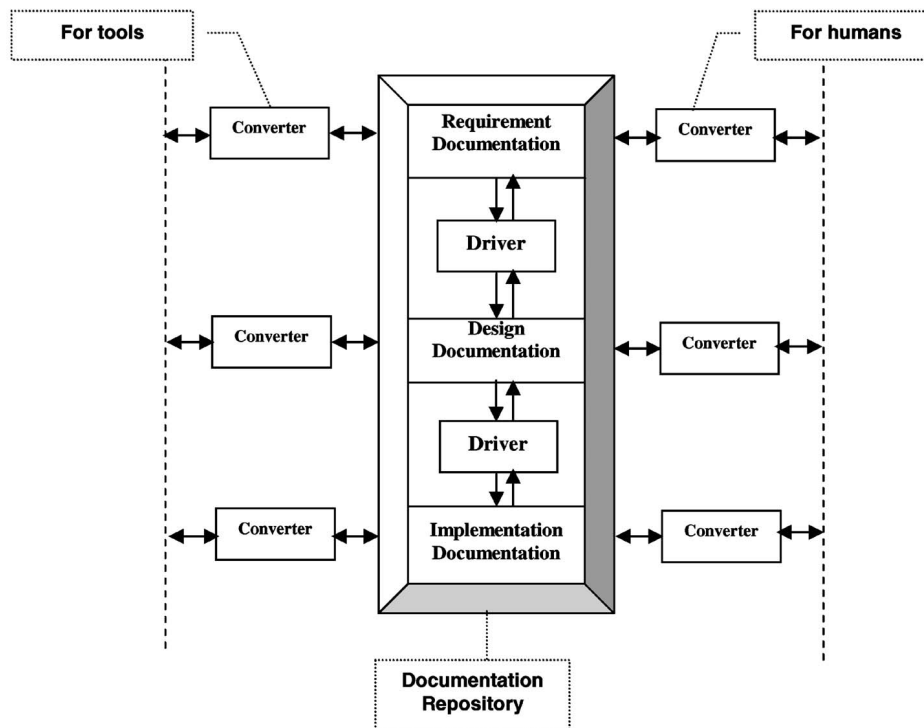 For tools
For humans
Converter
Requirement
Documentation
Converter
Driver
Converter
Design
Documentation
Converter
Driver
Converter
Implementation
Documentation
Converter
Documentation
Repository